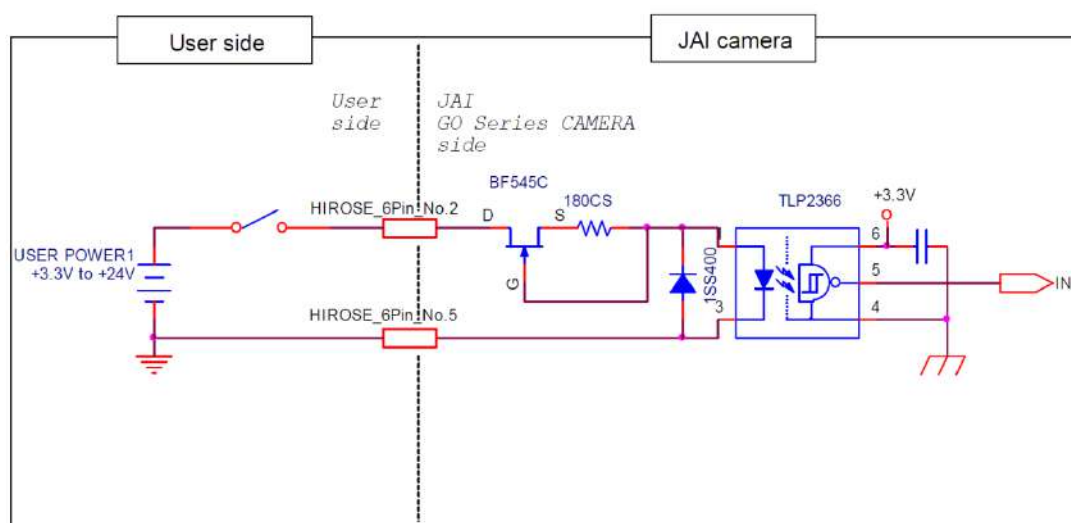 User side
JAI camera
User
side
JAI
GO Series CAMERA
side
BF545C
HIROSE_6Pin_No.2
D
S
180CS
TLP2366
+3.3V
USER POWER1
+3.3V to +24V
G
1SS400
1
3
6
5
4
IN
HIROSE_6Pin_No.5